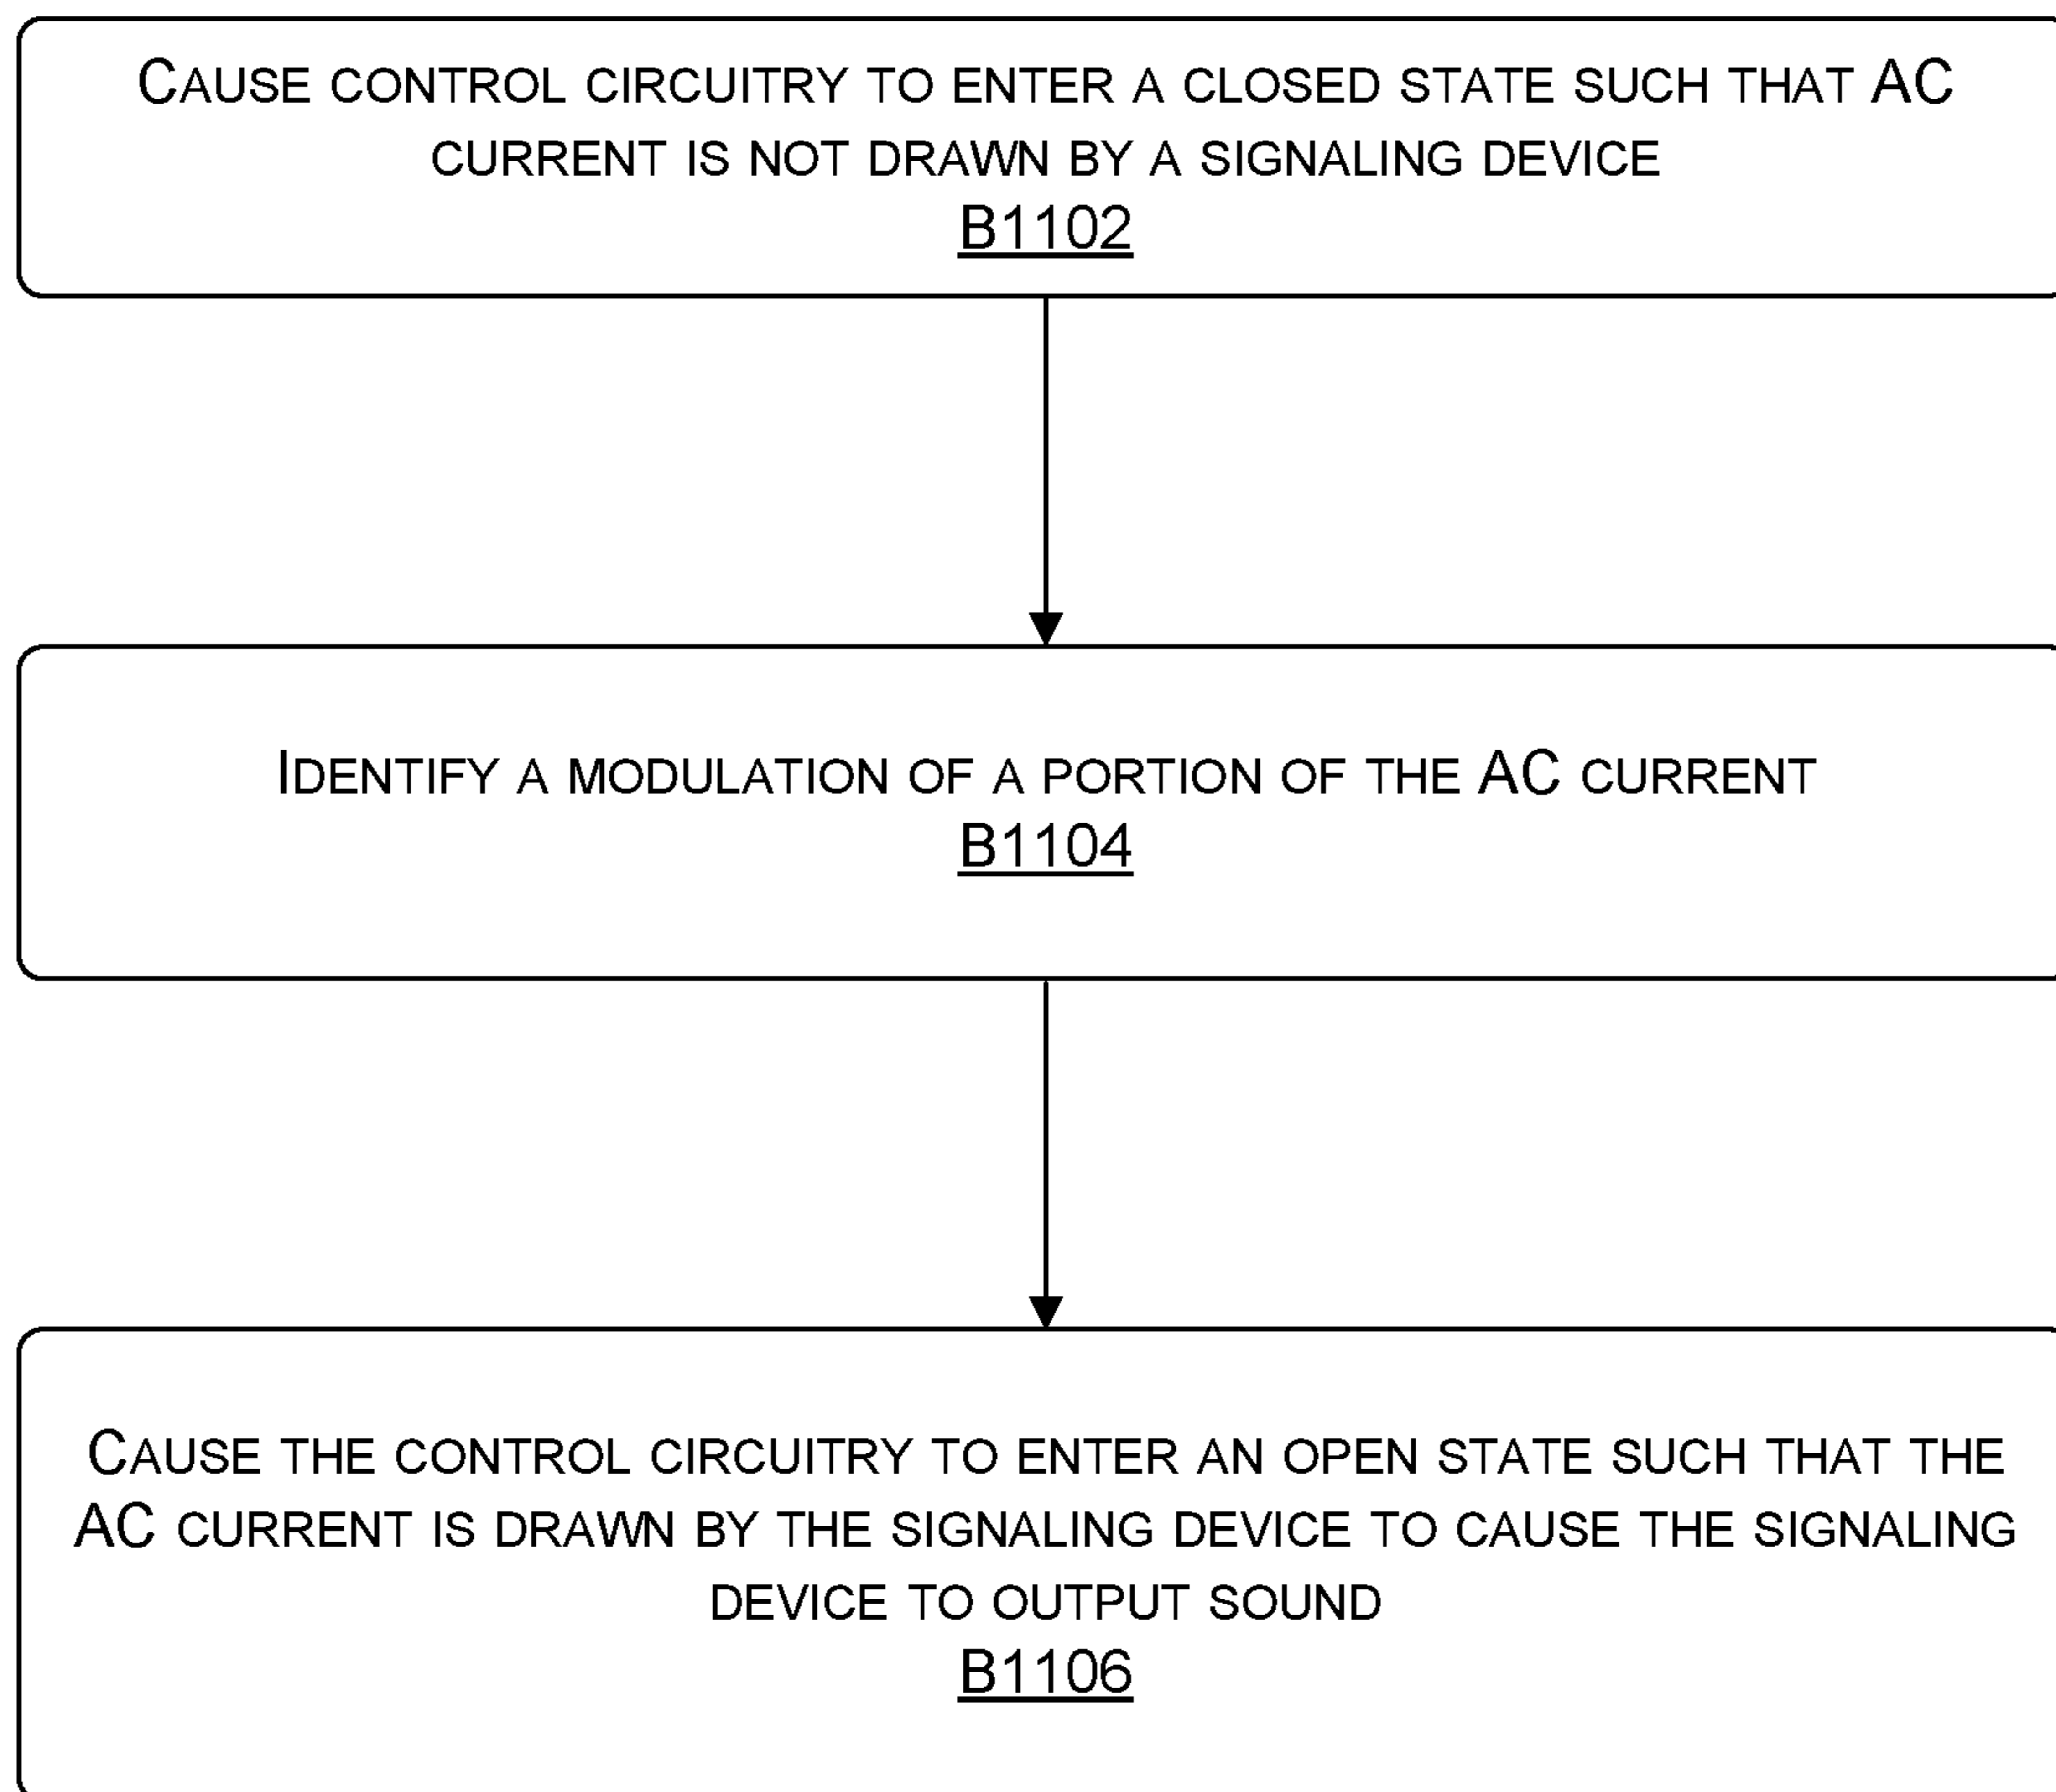 CAUSE CONTROL CIRCUITRY TO ENTER A CLOSED STATE SUCH THAT AC
CURRENT IS NOT DRAWN BY A SIGNALING DEVICE
B1102
IDENTIFY A MODULATION OF A PORTION OF THE AC CURRENT
B1104
CAUSE THE CONTROL CIRCUITRY TO ENTER AN OPEN STATE SUCH THAT THE
AC CURRENT IS DRAWN BY THE SIGNALING DEVICE TO CAUSE THE SIGNALING
DEVICE TO OUTPUT SOUND
B1106